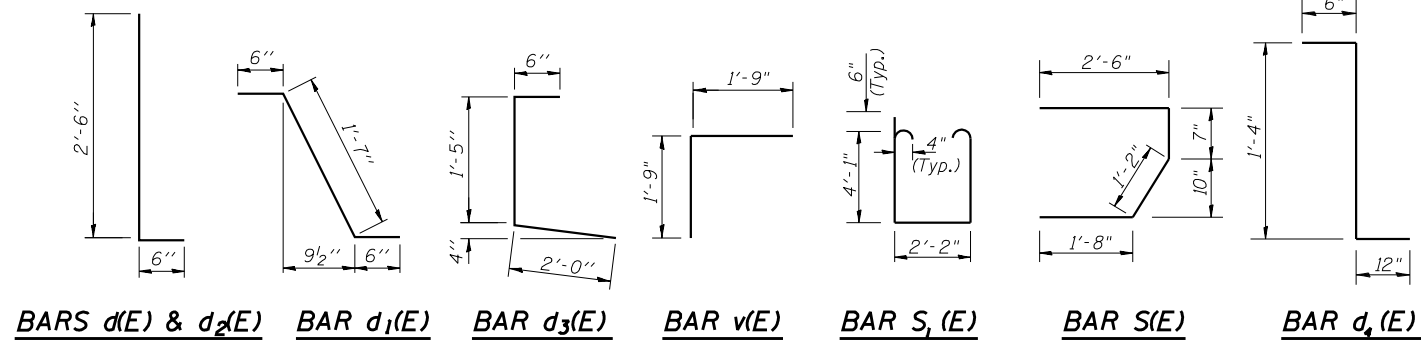 2'-6''
6''
BARS d(E) & d2(E)
6''
1'-7''
9 1/2''
6''
BAR d1(E)
6''
1'-5''
4''
2'-0''
BAR d3(E)
1'-9"
1'-9"
BAR v(E)
6"
(Typ.)
4'-1"
4"
(Typ.)
2'-2"
BAR S1 (E)
2'-6"
7"
1'-2"
10"
1'-8"
BAR S(E)
6"
1'-4"
12"
BAR d4 (E)